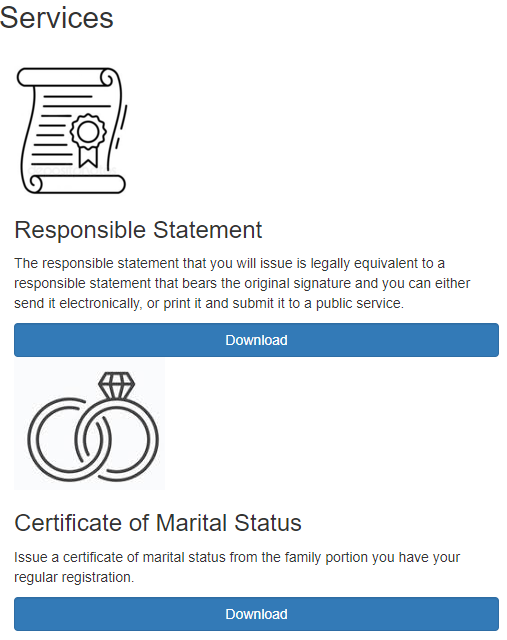 Services
Responsible Statement
The responsible statement that you will issue is legally equivalent to a
responsible statement that bears the original signature and you can either
send it electronically, or print it and submit it to a public service.
Download
Certificate of Marital Status
Issue a certificate of marital status from the family portion you have your
regular registration.
Download